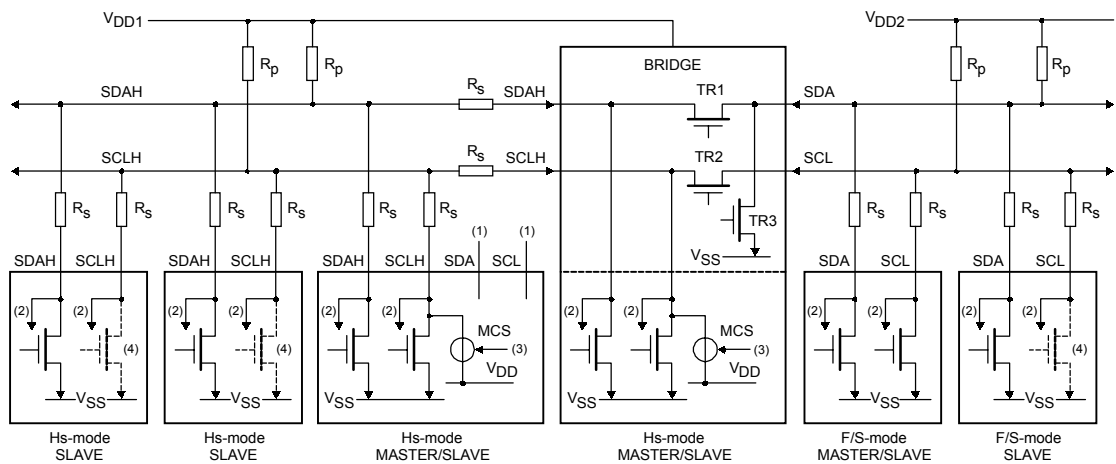 VDD1
VDD2
BRIDGE
Rp
Rp
Rp
Rp
SDAH
Rs
SDAH
TR1
SDA
SCLH
Rs
SCLH
TR2
SCL
Rs
Rs
Rs
Rs
Rs
Rs
TR3
Rs
Rs
Rs
Rs
(1)
(1)
VSS
SDAH
SCLH
SDAH
SCLH
SDAH
SCLH
SDA
SCL
SDA
SCL
SDA
SCL
(2)
(2)
(4)
(2)
(2)
(4)
(2)
(2)
MCS
(3)
VDD
(2)
(2)
MCS
(3)
VDD
(2)
(2)
(2)
(2)
(4)
VSS
VSS
VSS
VSS
VSS
VSS
Hs-mode
SLAVE
Hs-mode
SLAVE
Hs-mode
MASTER/SLAVE
Hs-mode
MASTER/SLAVE
F/S-mode
MASTER/SLAVE
F/S-mode
SLAVE